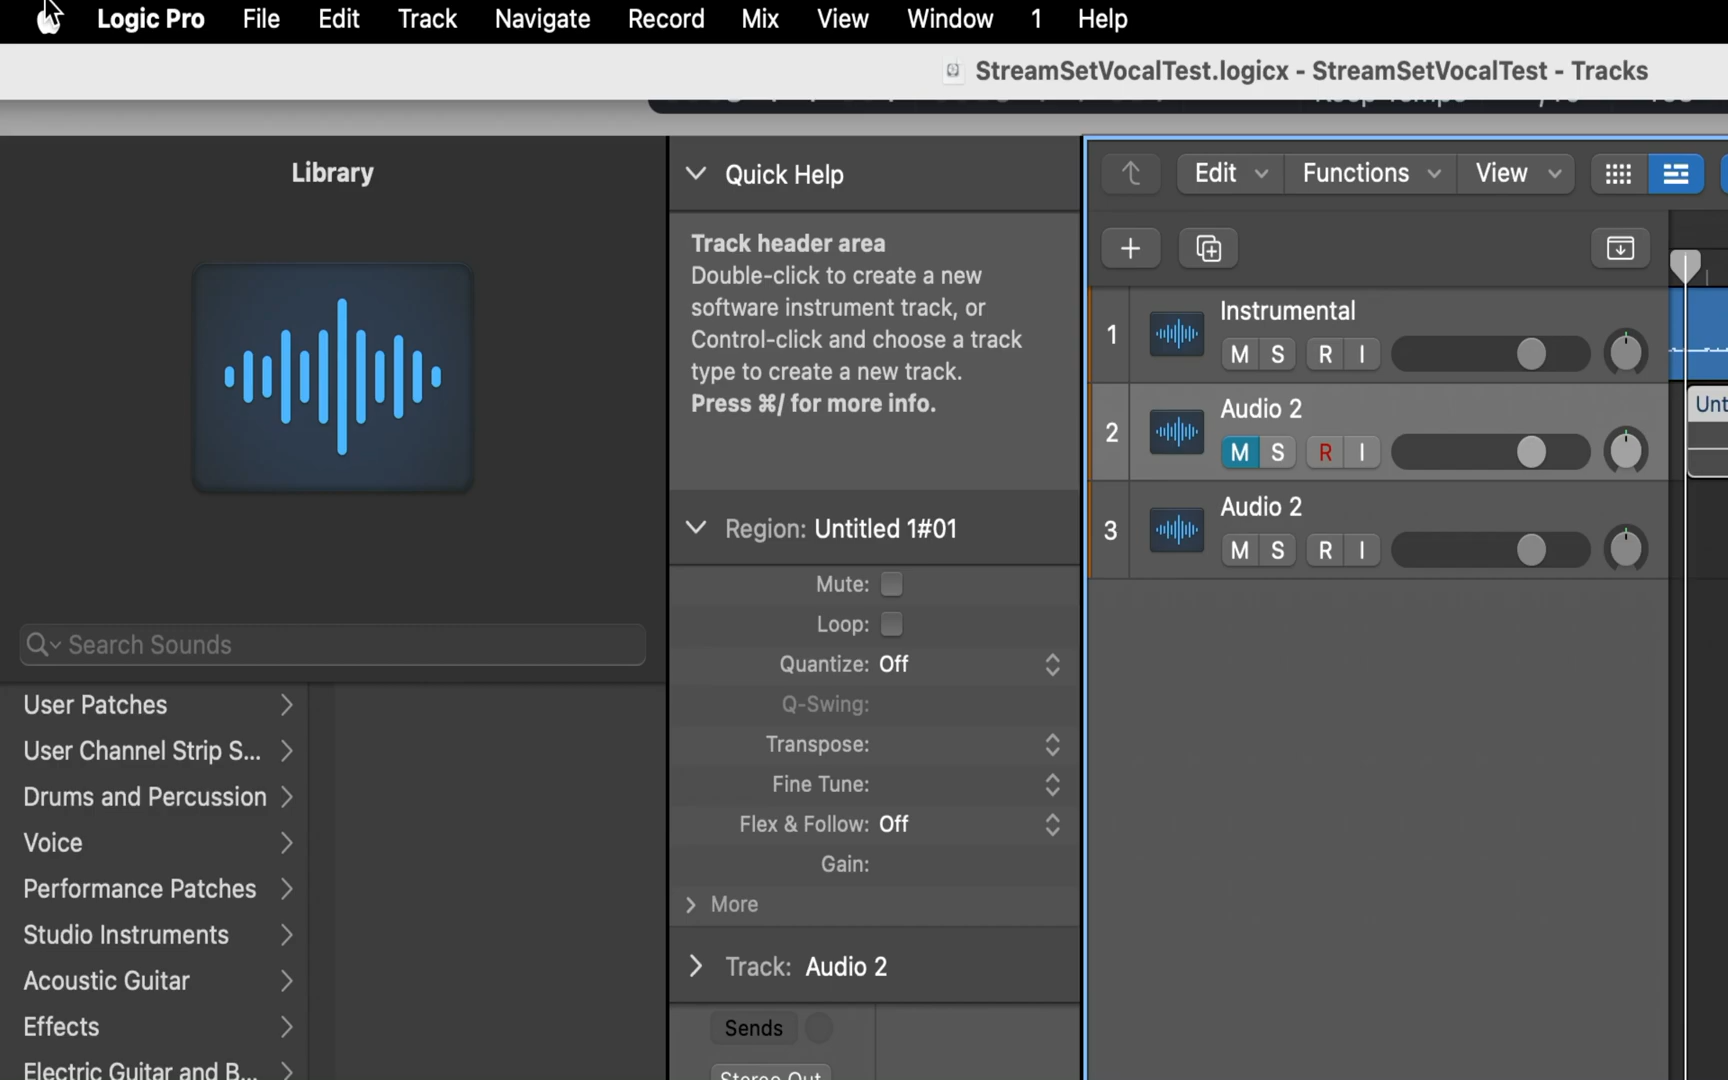 Logic Pro File Edit Track Navigate Record Mix View Window 1 Help
StreamSetVocalTest.logicx - StreamSetVocalTest - Tracks
Library
Quick Help
Edit Functions View
Track header area
Double-click to create a new
software instrument track, or
Control-click and choose a track
type to create a new track.
Press ⌘/ for more info.
1 Instrumental
M S R I
2 Audio 2
M S R I
Unt
3 Audio 2
M S R I
Region: Untitled 1#01
Mute:
Loop:
Quantize: Off
Q-Swing:
Transpose:
Fine Tune:
Flex & Follow: Off
Gain:
More
Track: Audio 2
Sends
Stereo Out
Search Sounds
User Patches
User Channel Strip S...
Drums and Percussion
Voice
Performance Patches
Studio Instruments
Acoustic Guitar
Effects
Electric Guitar and B...